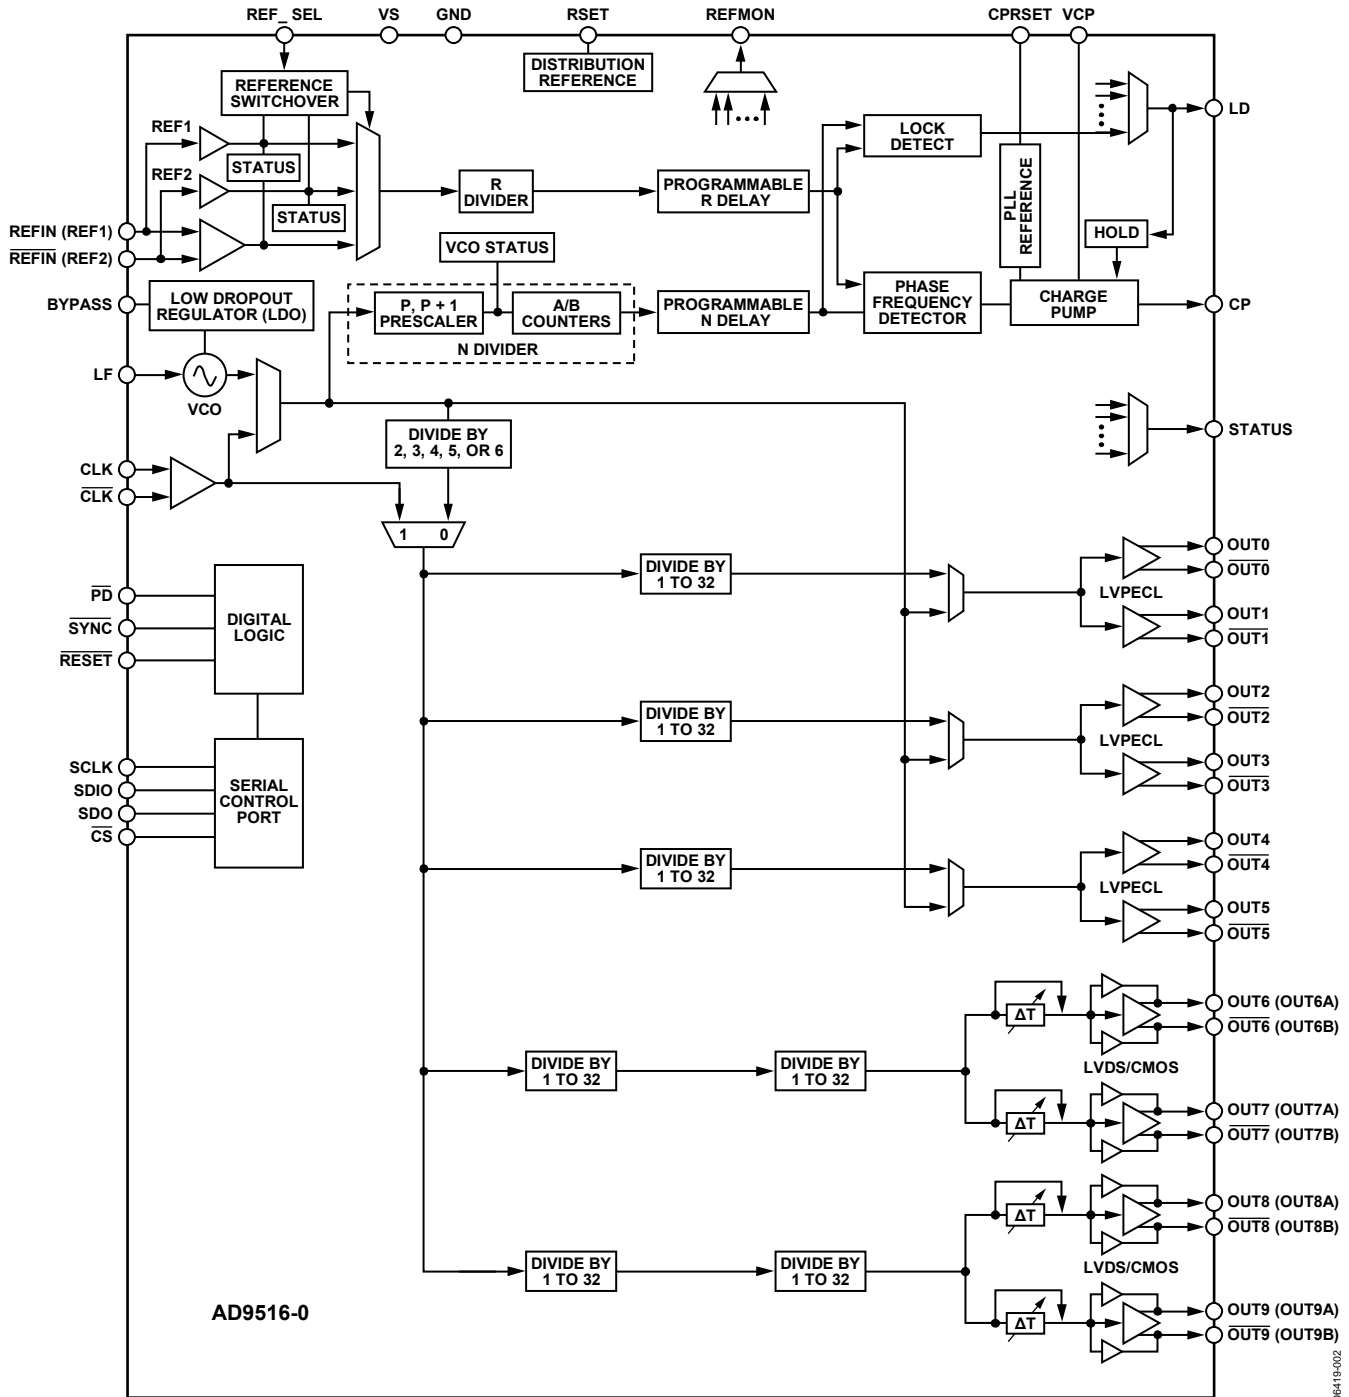 REF_ SEL VS GND RSET REFMON CPRSET VCP
DISTRIBUTION
REFERENCE
REFERENCE
SWITCHOVER
REF1
STATUS
REF2
STATUS
R
DIVIDER
PROGRAMMABLE
R DELAY
LOCK
DETECT
LD
PLL
REFERENCE
HOLD
REFIN (REF1)
REFIN (REF2)
BYPASS
LOW DROPOUT
REGULATOR (LDO)
VCO STATUS
P, P + 1
PRESCALER
A/B
COUNTERS
N DIVIDER
PROGRAMMABLE
N DELAY
PHASE
FREQUENCY
DETECTOR
CHARGE
PUMP
CP
LF
VCO
STATUS
DIVIDE BY
2, 3, 4, 5, OR 6
CLK
CLK
1 0
PD
SYNC
RESET
DIGITAL
LOGIC
SCLK
SDIO
SDO
CS
SERIAL
CONTROL
PORT
DIVIDE BY
1 TO 32
LVPECL
OUT0
OUT0
OUT1
OUT1
DIVIDE BY
1 TO 32
LVPECL
OUT2
OUT2
OUT3
OUT3
DIVIDE BY
1 TO 32
LVPECL
OUT4
OUT4
OUT5
OUT5
DIVIDE BY
1 TO 32
DIVIDE BY
1 TO 32
ΔT
ΔT
LVDS/CMOS
OUT6 (OUT6A)
OUT6 (OUT6B)
OUT7 (OUT7A)
OUT7 (OUT7B)
DIVIDE BY
1 TO 32
DIVIDE BY
1 TO 32
ΔT
ΔT
LVDS/CMOS
OUT8 (OUT8A)
OUT8 (OUT8B)
OUT9 (OUT9A)
OUT9 (OUT9B)
AD9516-0
06419-002